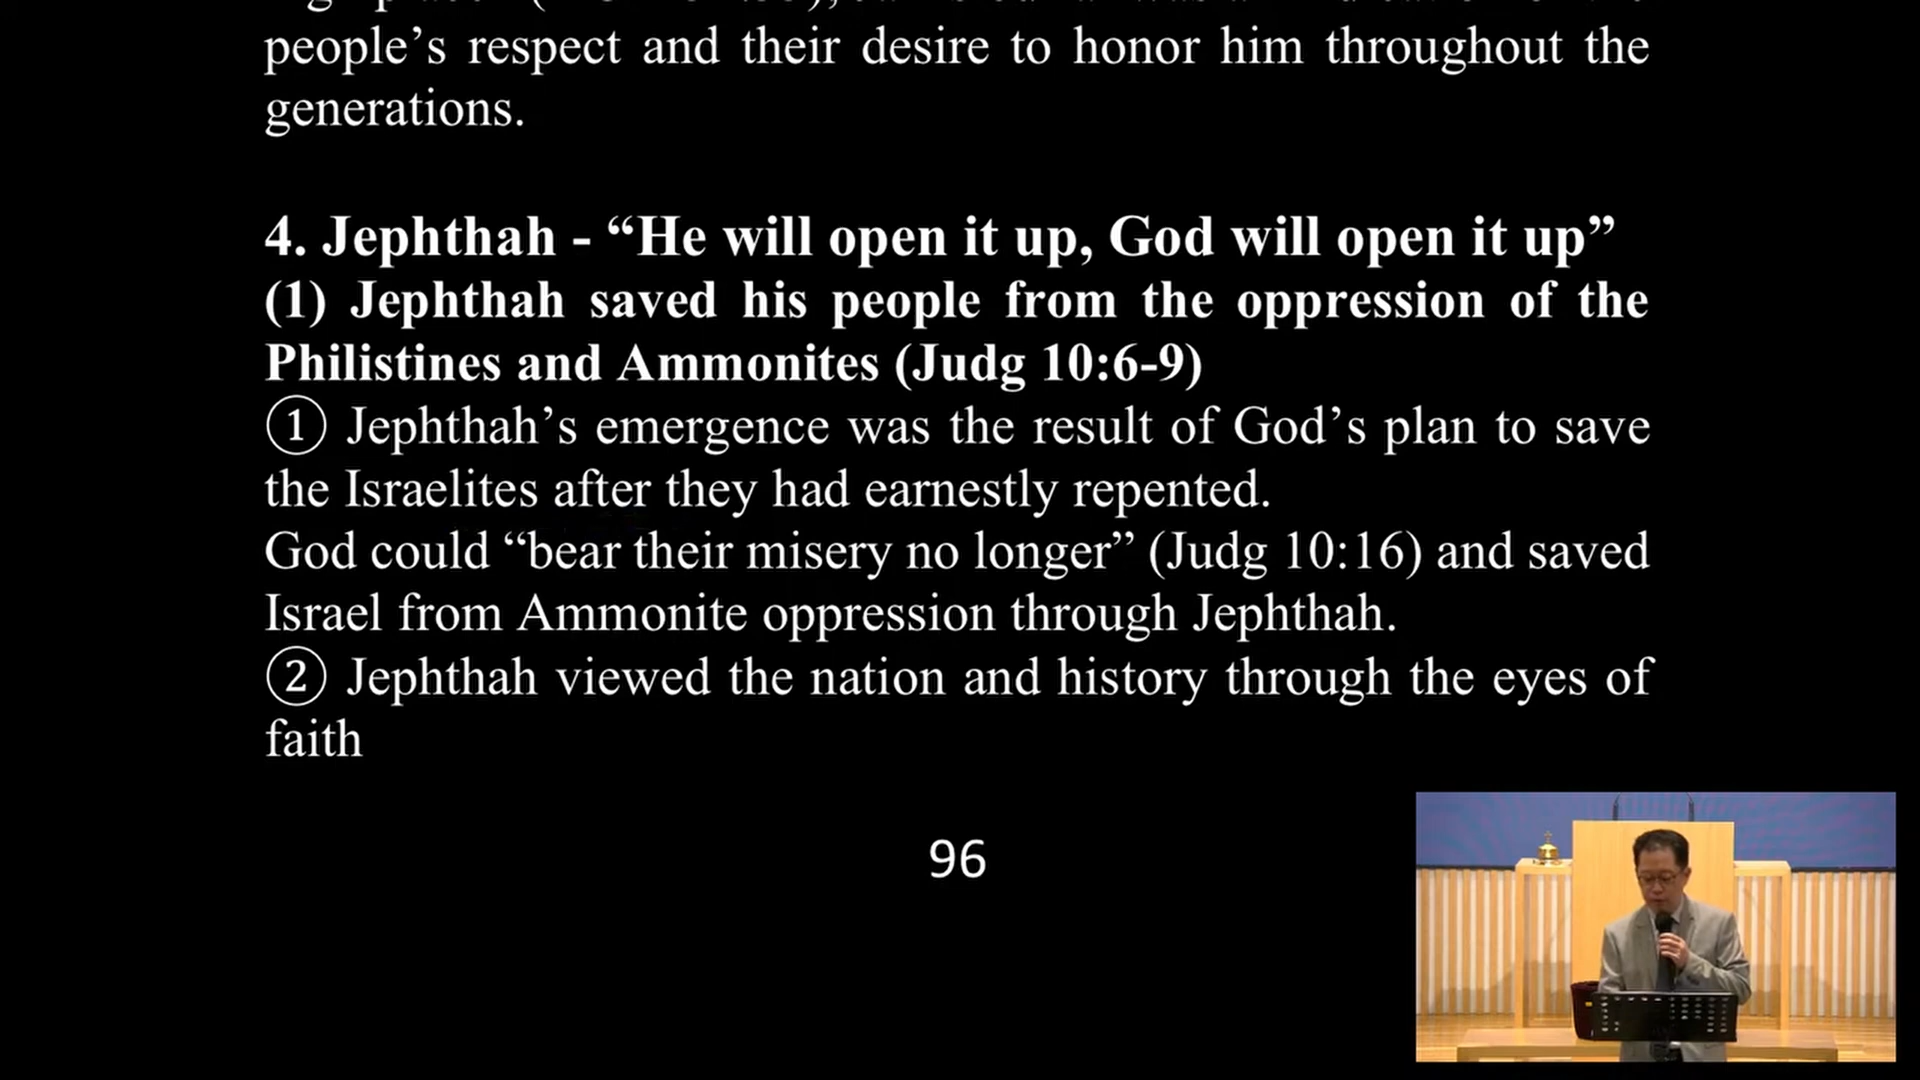 people’s respect and their desire to honor him throughout the
generations.
4. Jephthah - “He will open it up, God will open it up”
(1) Jephthah saved his people from the oppression of the
Philistines and Ammonites (Judg 10:6-9)
① Jephthah’s emergence was the result of God’s plan to save
the Israelites after they had earnestly repented.
God could “bear their misery no longer” (Judg 10:16) and saved
Israel from Ammonite oppression through Jephthah.
② Jephthah viewed the nation and history through the eyes of
faith
96